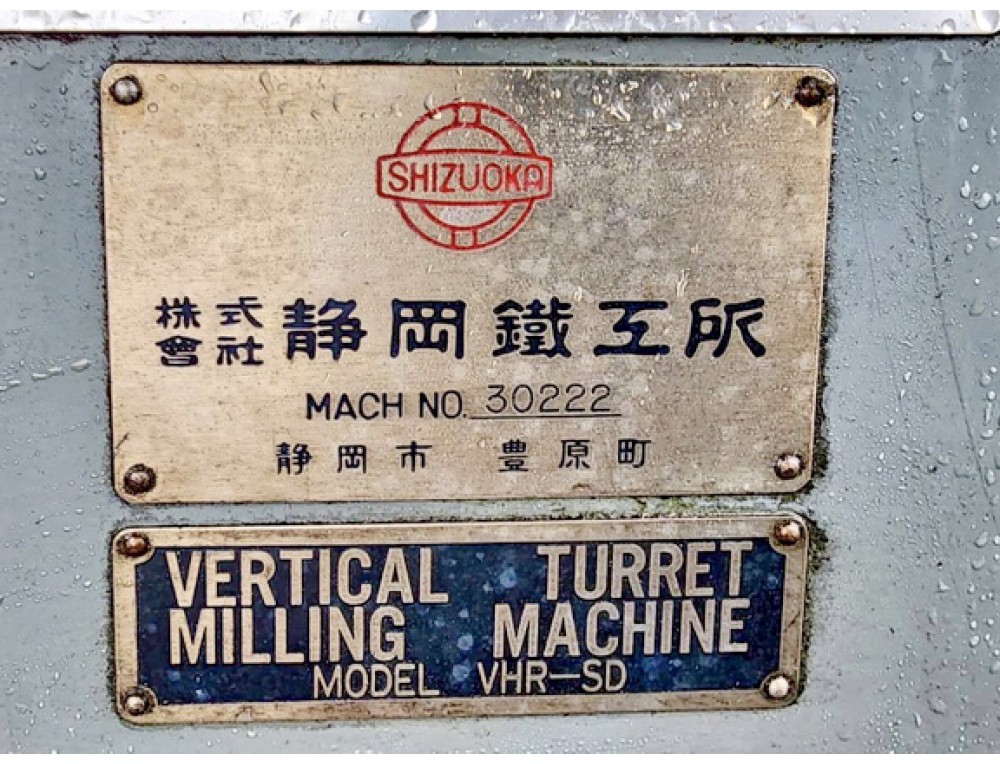 SHIZUOKA
株式會社 静岡鐵工所
MACH NO. 30222
静岡市 豊原町
VERTICAL TURRET
MILLING MACHINE
MODEL VHR-SD